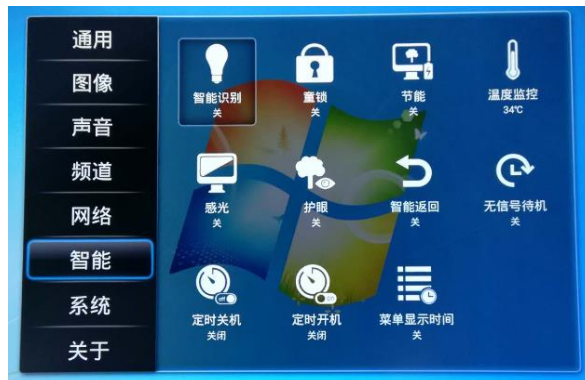 通用
图像
声音
频道
网络
智能
系统
关于
智能识别
关
童锁
关
节能
关
温度监控
34℃
感光
关
护眼
关
智能返回
关
无信号待机
关
定时关机
关闭
定时开机
关闭
菜单显示时间
关